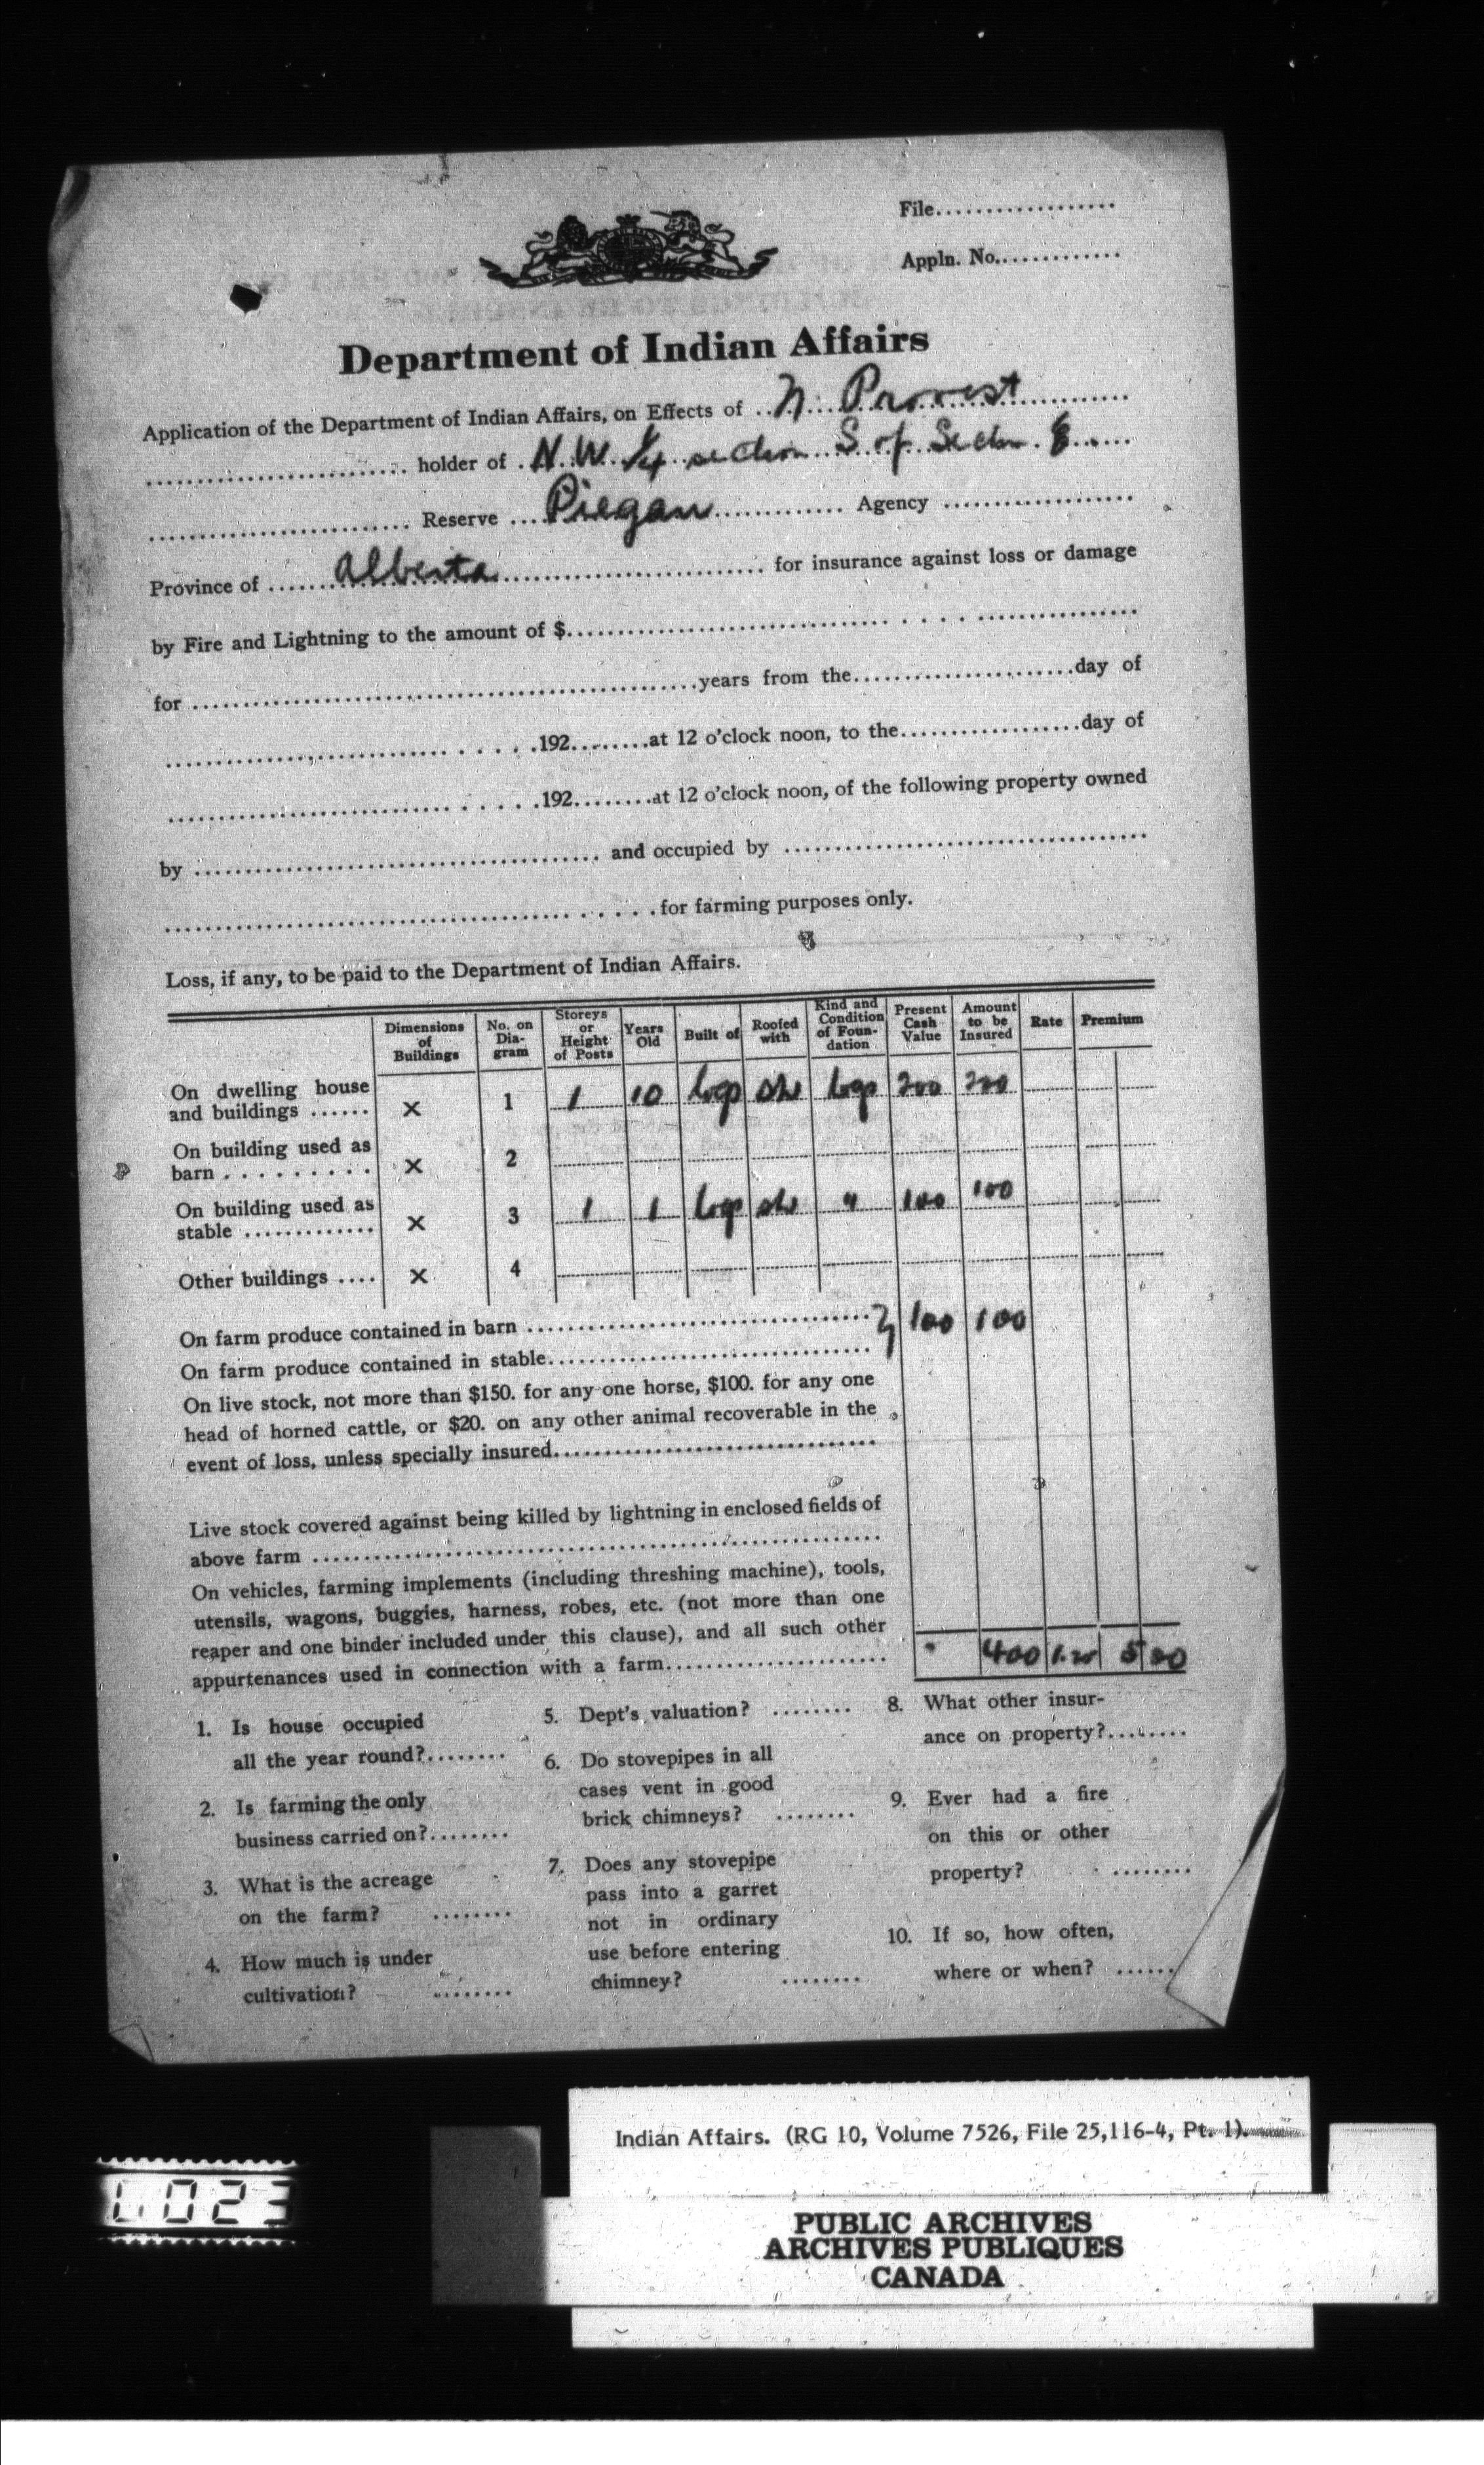 File..................
Appln. No.............
Department of Indian Affairs
Application of the Department of Indian Affairs, on Effects of ..N. Provost
holder of . N.W. 1/4 section S of Section 8
Reserve ....Piegan............. Agency ...................
Province of .......Alberta........................... for insurance against loss or damage
by Fire and Lightning to the amount of $..................................................
for ..................................................years from the......................day of
.................................192........at 12 o'clock noon, to the..................day of
.................................192........at 12 o'clock noon, of the following property owned
by ........................................ and occupied by ....................................
.................................................for farming purposes only.
Loss, if any, to be paid to the Department of Indian Affairs.
Dimensions of Buildings | No. on Dia-gram | Storeys or Height of Posts | Years Old | Built of | Roofed with | Kind and Condition of Foun-dation | Present Cash Value | Amount to be Insured | Rate | Premium
On dwelling house and buildings ...... × 1 1 10 logs sh logs 200 200
On building used as barn ......... × 2
On building used as stable ............. × 3 1 1 logs sh " 100 100
Other buildings .... × 4
On farm produce contained in barn .................................. } 100 100
On farm produce contained in stable................................
On live stock, not more than $150. for any one horse, $100. for any one
head of horned cattle, or $20. on any other animal recoverable in the
event of loss, unless specially insured................................
Live stock covered against being killed by lightning in enclosed fields of
above farm ........................................................
On vehicles, farming implements (including threshing machine), tools,
utensils, wagons, buggies, harness, robes, etc. (not more than one
reaper and one binder included under this clause), and all such other
appurtenances used in connection with a farm...................... 400
1. Is house occupied
all the year round?........
2. Is farming the only
business carried on?........
3. What is the acreage
on the farm? ........
4. How much is under
cultivation? ........
5. Dept's valuation? ........
6. Do stovepipes in all
cases vent in good
brick chimneys? ........
7. Does any stovepipe
pass into a garret
not in ordinary
use before entering
chimney? ........
8. What other insur-
ance on property?........
9. Ever had a fire
on this or other
property? ........
10. If so, how often,
where or when? ......
Indian Affairs. (RG 10, Volume 7526, File 25,116-4, Pt. 1).
PUBLIC ARCHIVES
ARCHIVES PUBLIQUES
CANADA
023